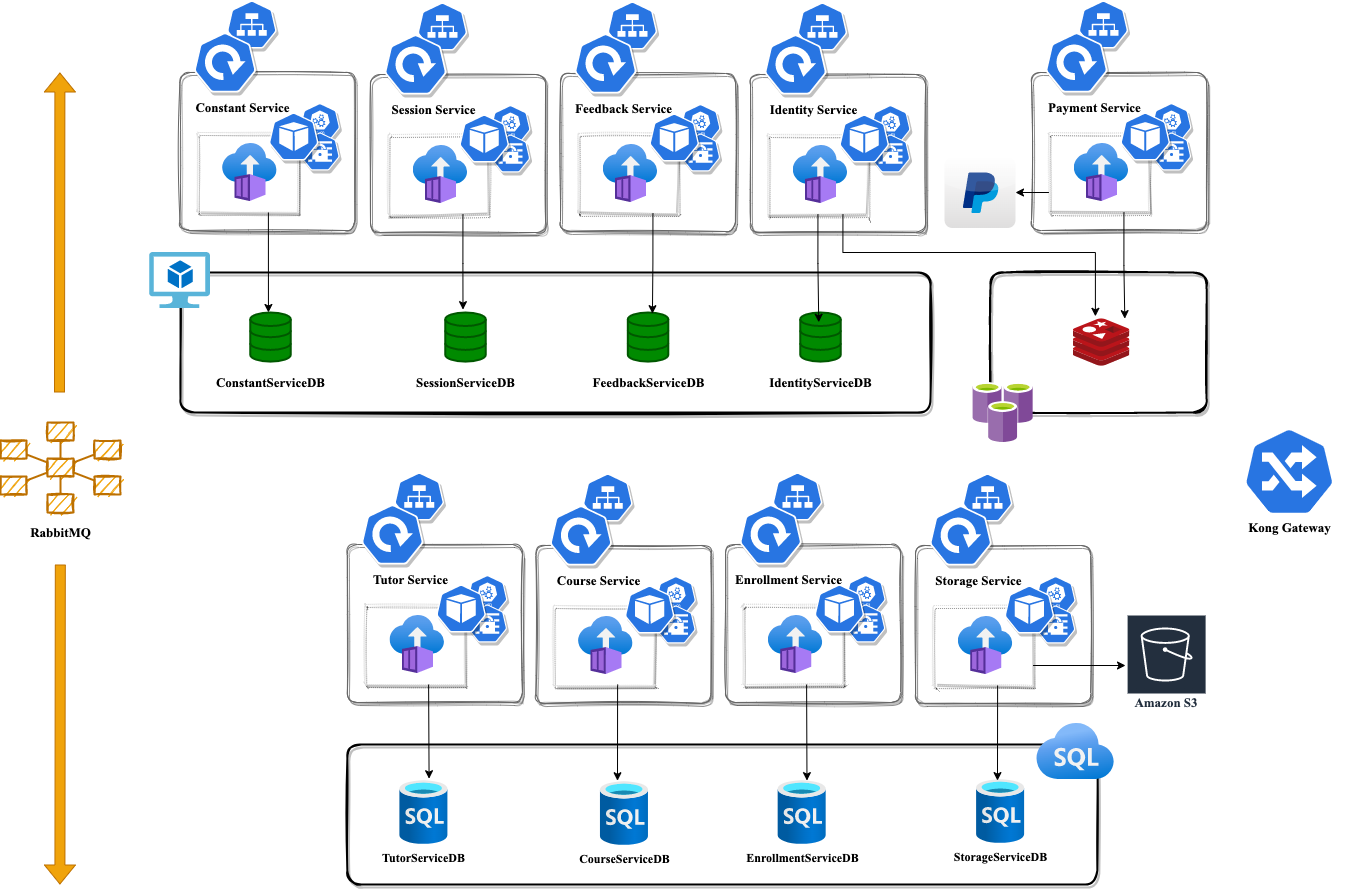 Constant Service
Session Service
Feedback Service
Identity Service
Payment Service
ConstantServiceDB
SessionServiceDB
FeedbackServiceDB
IdentityServiceDB
RabbitMQ
Kong Gateway
Tutor Service
Course Service
Enrollment Service
Storage Service
Amazon S3
SQL
SQL
SQL
SQL
SQL
TutorServiceDB
CourseServiceDB
EnrollmentServiceDB
StorageServiceDB